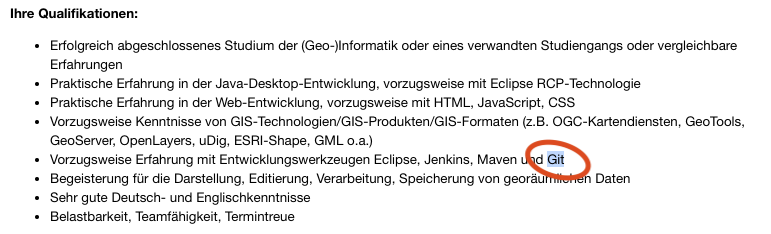 Ihre Qualifikationen:
• Erfolgreich abgeschlossenes Studium der (Geo-)Informatik oder eines verwandten Studiengangs oder vergleichbare
Erfahrungen
• Praktische Erfahrung in der Java-Desktop-Entwicklung, vorzugsweise mit Eclipse RCP-Technologie
• Praktische Erfahrung in der Web-Entwicklung, vorzugsweise mit HTML, JavaScript, CSS
• Vorzugsweise Kenntnisse von GIS-Technologien/GIS-Produkten/GIS-Formaten (z.B. OGC-Kartendiensten, GeoTools,
GeoServer, OpenLayers, uDig, ESRI-Shape, GML o.a.)
• Vorzugsweise Erfahrung mit Entwicklungswerkzeugen Eclipse, Jenkins, Maven und Git
• Begeisterung für die Darstellung, Editierung, Verarbeitung, Speicherung von georäumlichen Daten
• Sehr gute Deutsch- und Englischkenntnisse
• Belastbarkeit, Teamfähigkeit, Termintreue